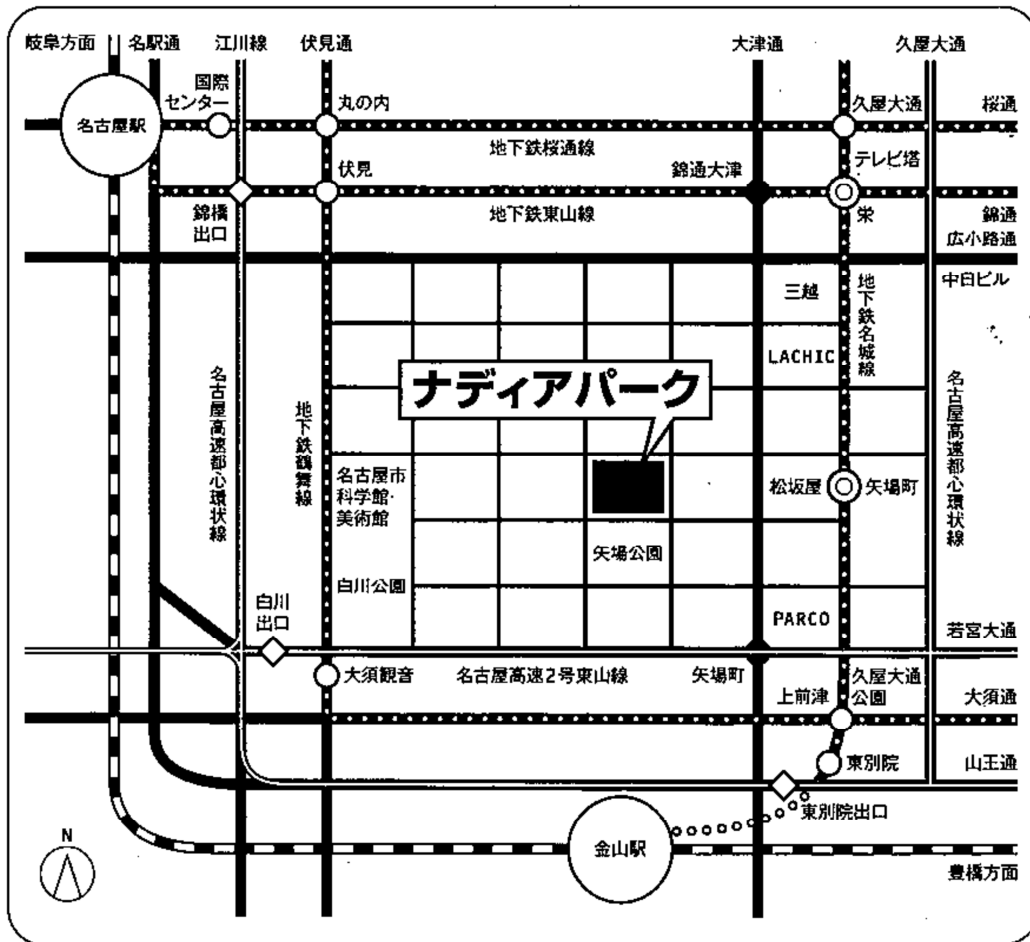 岐阜方面
名駅通
江川線
伏見通
大津通
久屋大通
国際
センター
丸の内
久屋大通
桜通
名古屋駅
地下鉄桜通線
テレビ塔
伏見
錦通大津
錦橋
出口
地下鉄東山線
栄
錦通
広小路通
三越
地下鉄名城線
中日ビル
LACHIC
ナディアパーク
名古屋高速都心環状線
地下鉄鶴舞線
名古屋高速都心環状線
名古屋市
科学館・
美術館
松坂屋
矢場町
矢場公園
白川公園
白川
出口
PARCO
若宮大通
大須観音
名古屋高速2号東山線
矢場町
久屋大通
公園
上前津
大須通
東別院
山王通
東別院出口
N
金山駅
豊橋方面